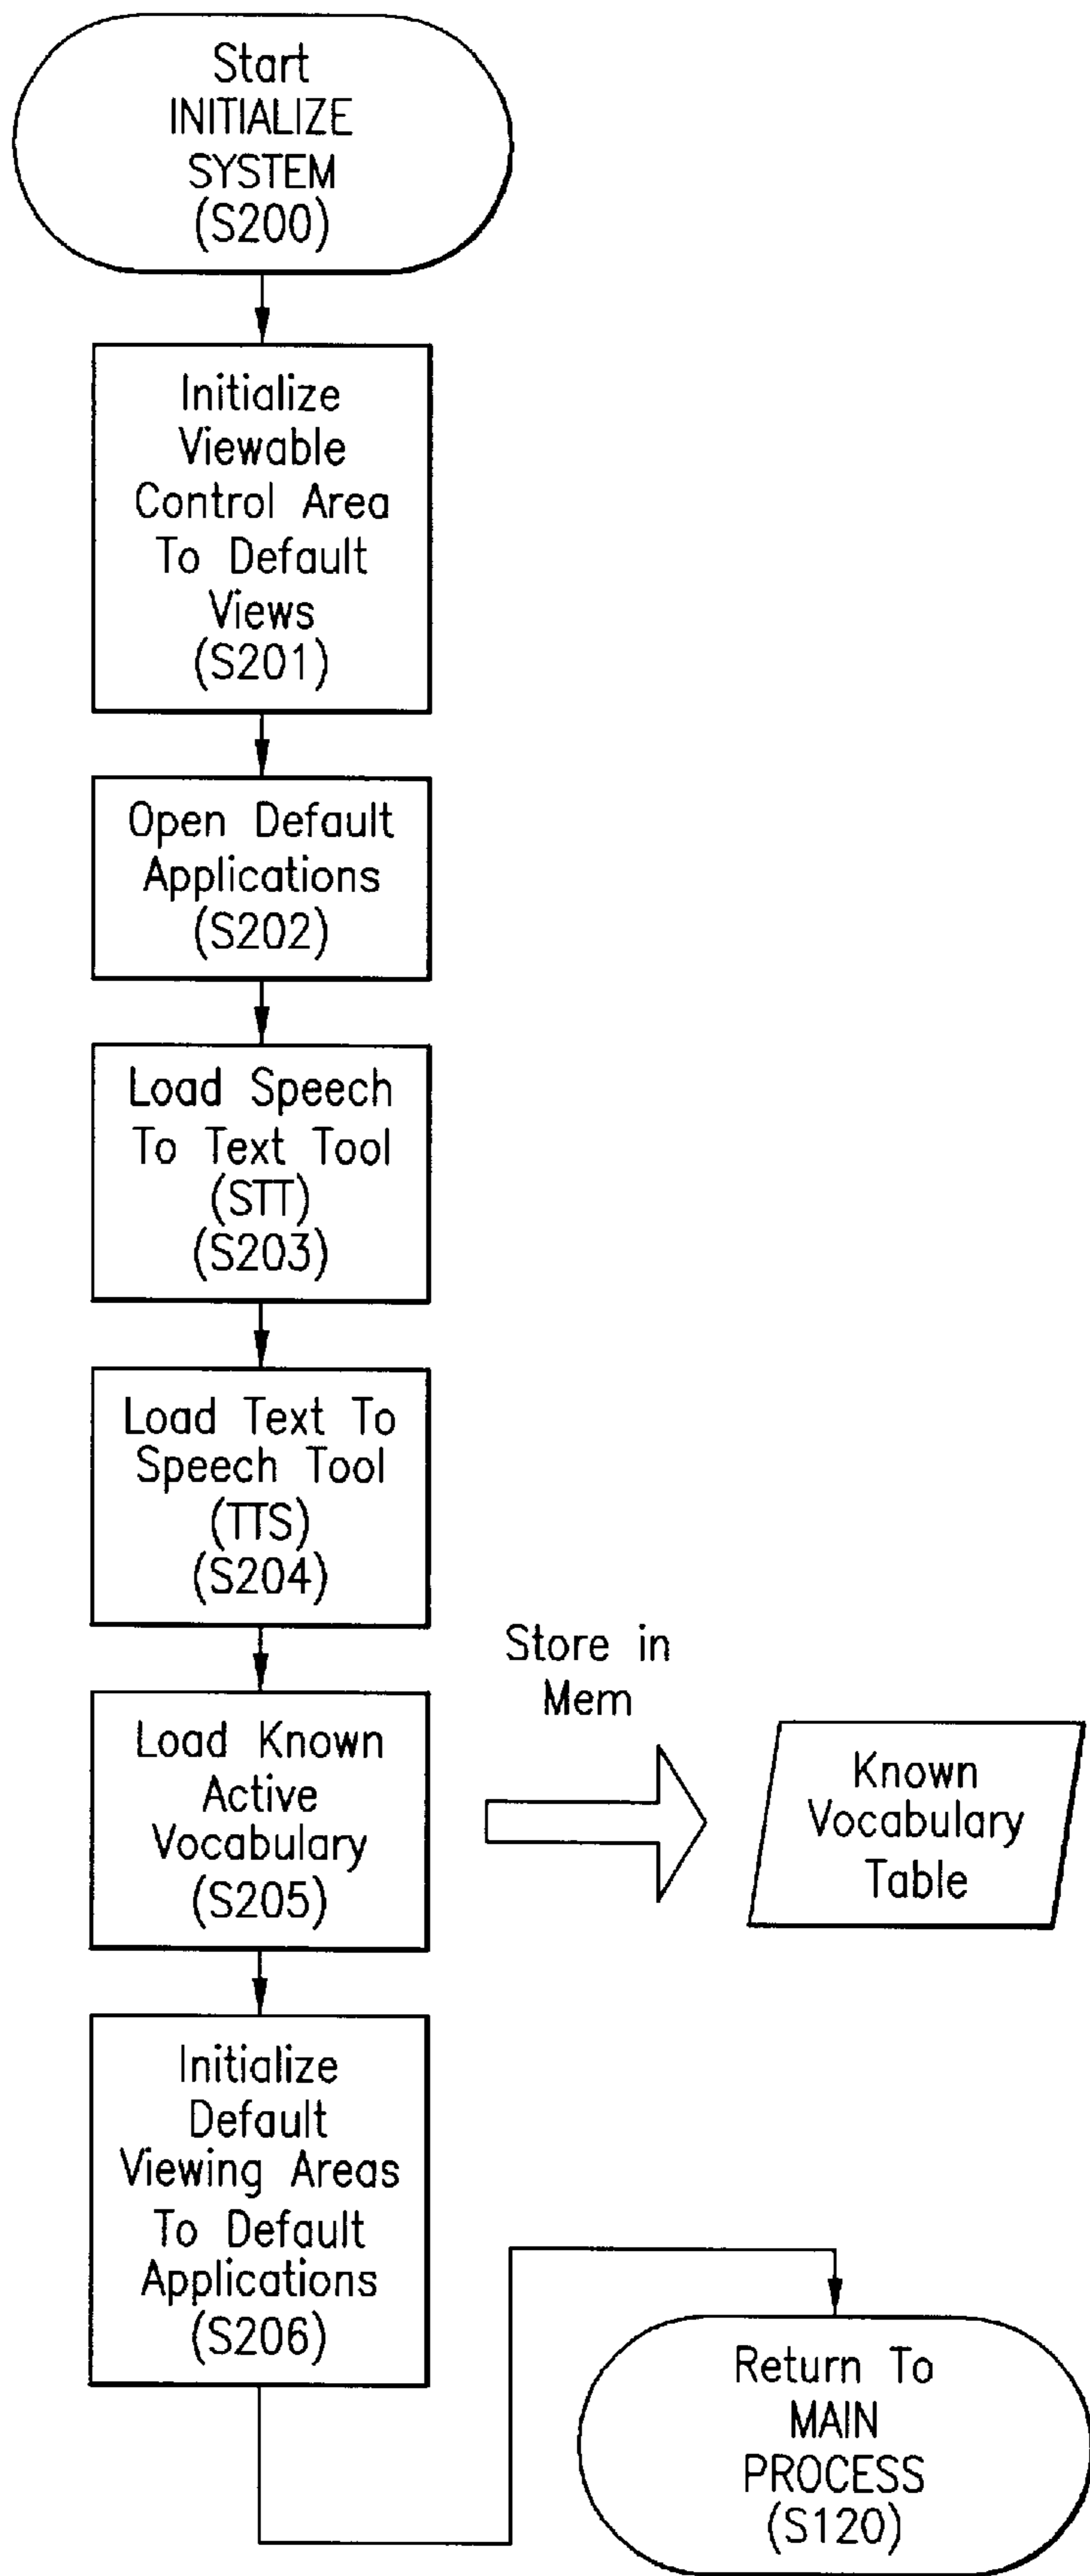 Start
INITIALIZE
SYSTEM
(S200)
Initialize
Viewable
Control Area
To Default
Views
(S201)
Open Default
Applications
(S202)
Load Speech
To Text Tool
(STT)
(S203)
Load Text To
Speech Tool
(TTS)
(S204)
Load Known
Active
Vocabulary
(S205)
Store in
Mem
Known
Vocabulary
Table
Initialize
Default
Viewing Areas
To Default
Applications
(S206)
Return To
MAIN
PROCESS
(S120)